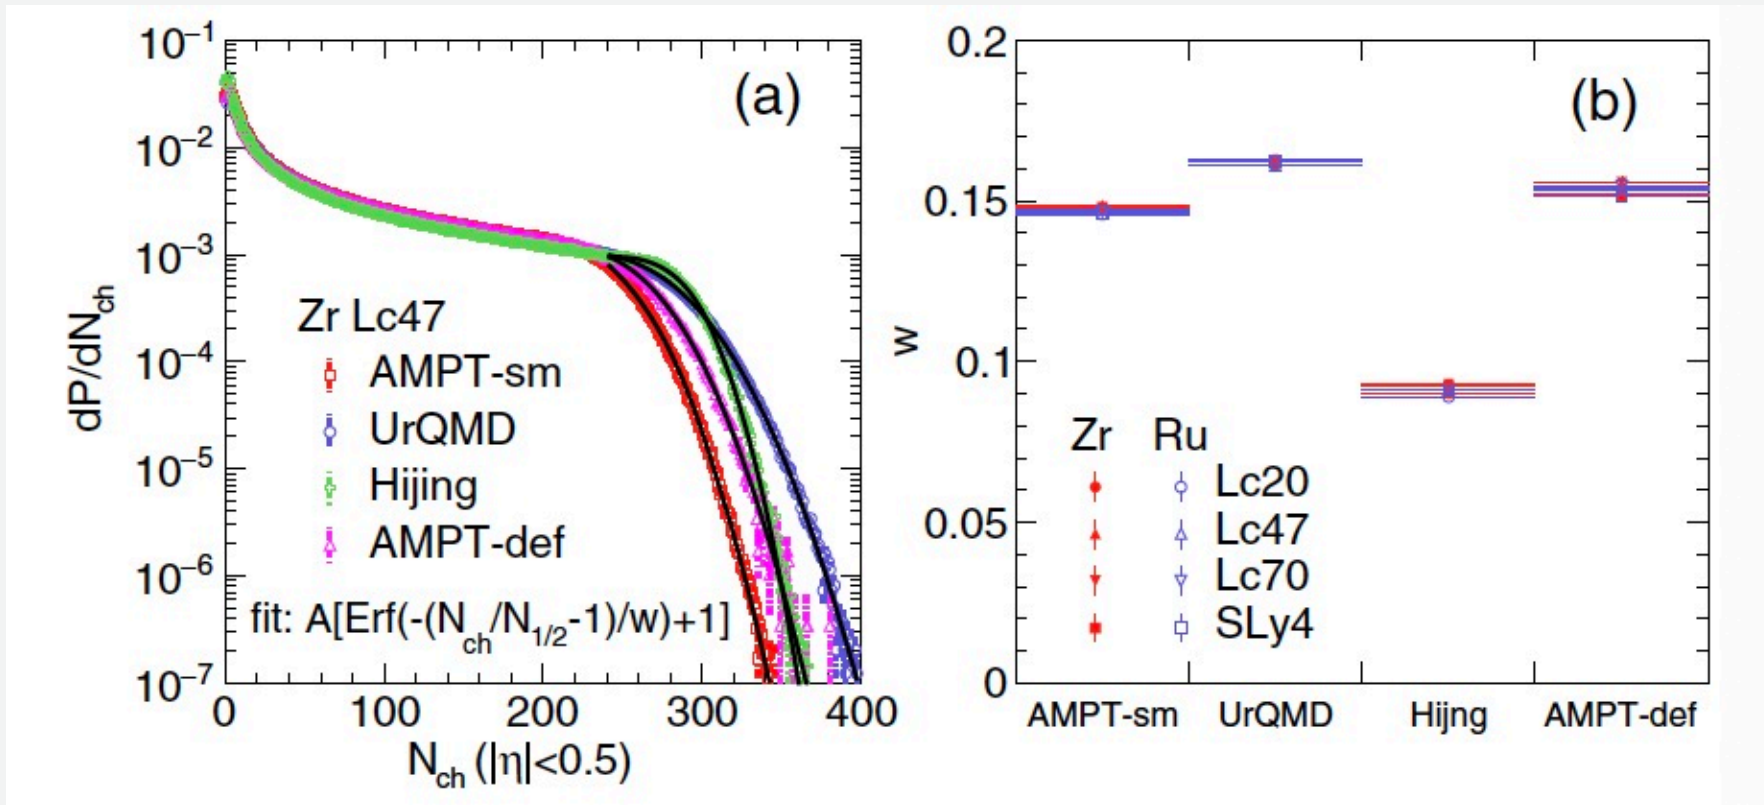 (a)
10⁻¹
10⁻²
10⁻³
10⁻⁴
10⁻⁵
10⁻⁶
10⁻⁷
dP/dN_ch
Zr Lc47
AMPT-sm
UrQMD
Hijing
AMPT-def
fit: A[Erf(-(N_ch/N_1/2-1)/w)+1]
0 100 200 300 400
N_ch (|η|<0.5)
(b)
0.2
0.15
0.1
0.05
0
w
Zr Ru
Lc20
Lc47
Lc70
SLy4
AMPT-sm UrQMD Hijng AMPT-def